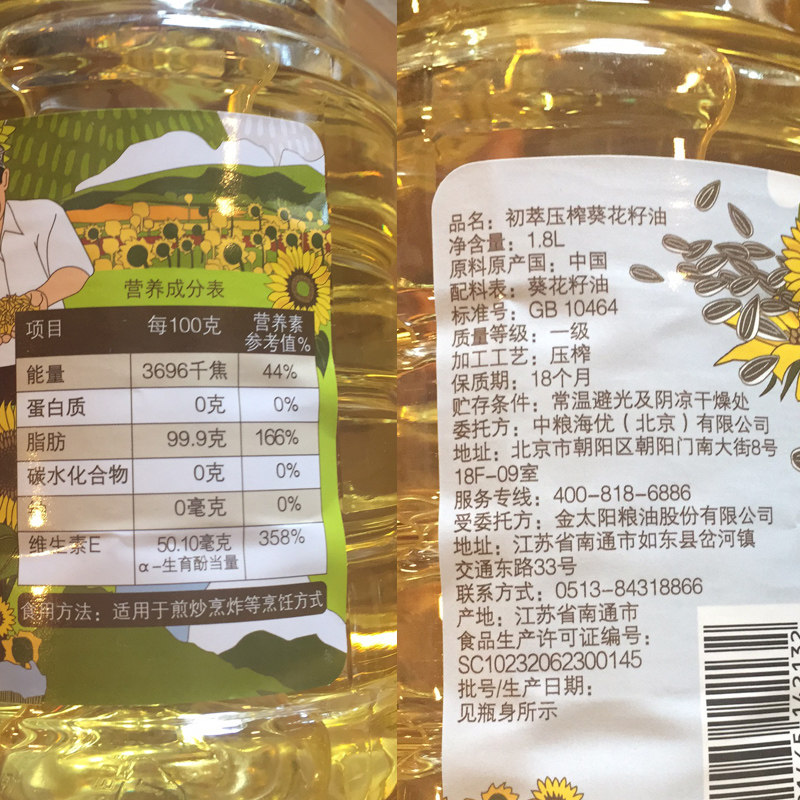 营养成分表
项目 每100克 营养素参考值%
能量 3696千焦 44%
蛋白质 0克 0%
脂肪 99.9克 166%
碳水化合物 0克 0%
0毫克 0%
维生素E 50.10毫克 358%
α-生育酚当量
食用方法：适用于煎炒烹炸等烹饪方式
品名：初萃压榨葵花籽油
净含量：1.8L
原料原产国：中国
配料表：葵花籽油
标准号：GB 10464
质量等级：一级
加工工艺：压榨
保质期：18个月
贮存条件：常温避光及阴凉干燥处
委托方：中粮海优（北京）有限公司
地址：北京市朝阳区朝阳门南大街8号
18F-09室
服务专线：400-818-6886
受委托方：金太阳粮油股份有限公司
地址：江苏省南通市如东县岔河镇
交通东路33号
联系方式：0513-84318866
产地：江苏省南通市
食品生产许可证编号：
SC10232062300145
批号/生产日期：
见瓶身所示